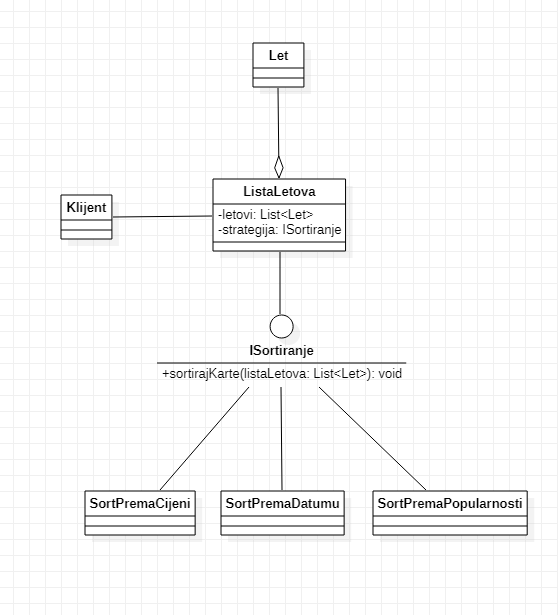 Let
ListaLetova
-letovi: List<Let>
-strategija: ISortiranje
Klijent
ISortiranje
+sortirajKarte(listaLetova: List<Let>): void
SortPremaCijeni
SortPremaDatumu
SortPremaPopularnosti